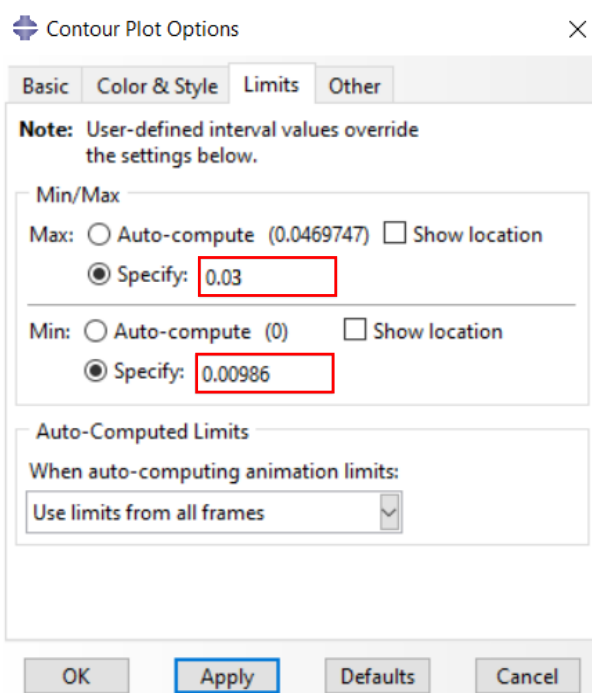 Contour Plot Options
Basic Color & Style Limits Other
Note: User-defined interval values override
the settings below.
Min/Max
Max: Auto-compute (0.0469747) Show location
Specify: 0.03
Min: Auto-compute (0) Show location
Specify: 0.00986
Auto-Computed Limits
When auto-computing animation limits:
Use limits from all frames
OK Apply Defaults Cancel